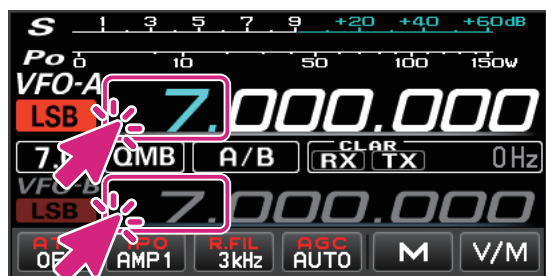 S 1 3 5 7 9 +20 +40 +60dB
Po 0 10 50 100 150W
VFO-A
LSB 7.000.000
QMB A/B CLAR RX TX 0Hz
LSB 7.000.000
AMP1 R.FIL 3kHz AGC AUTO M V/M